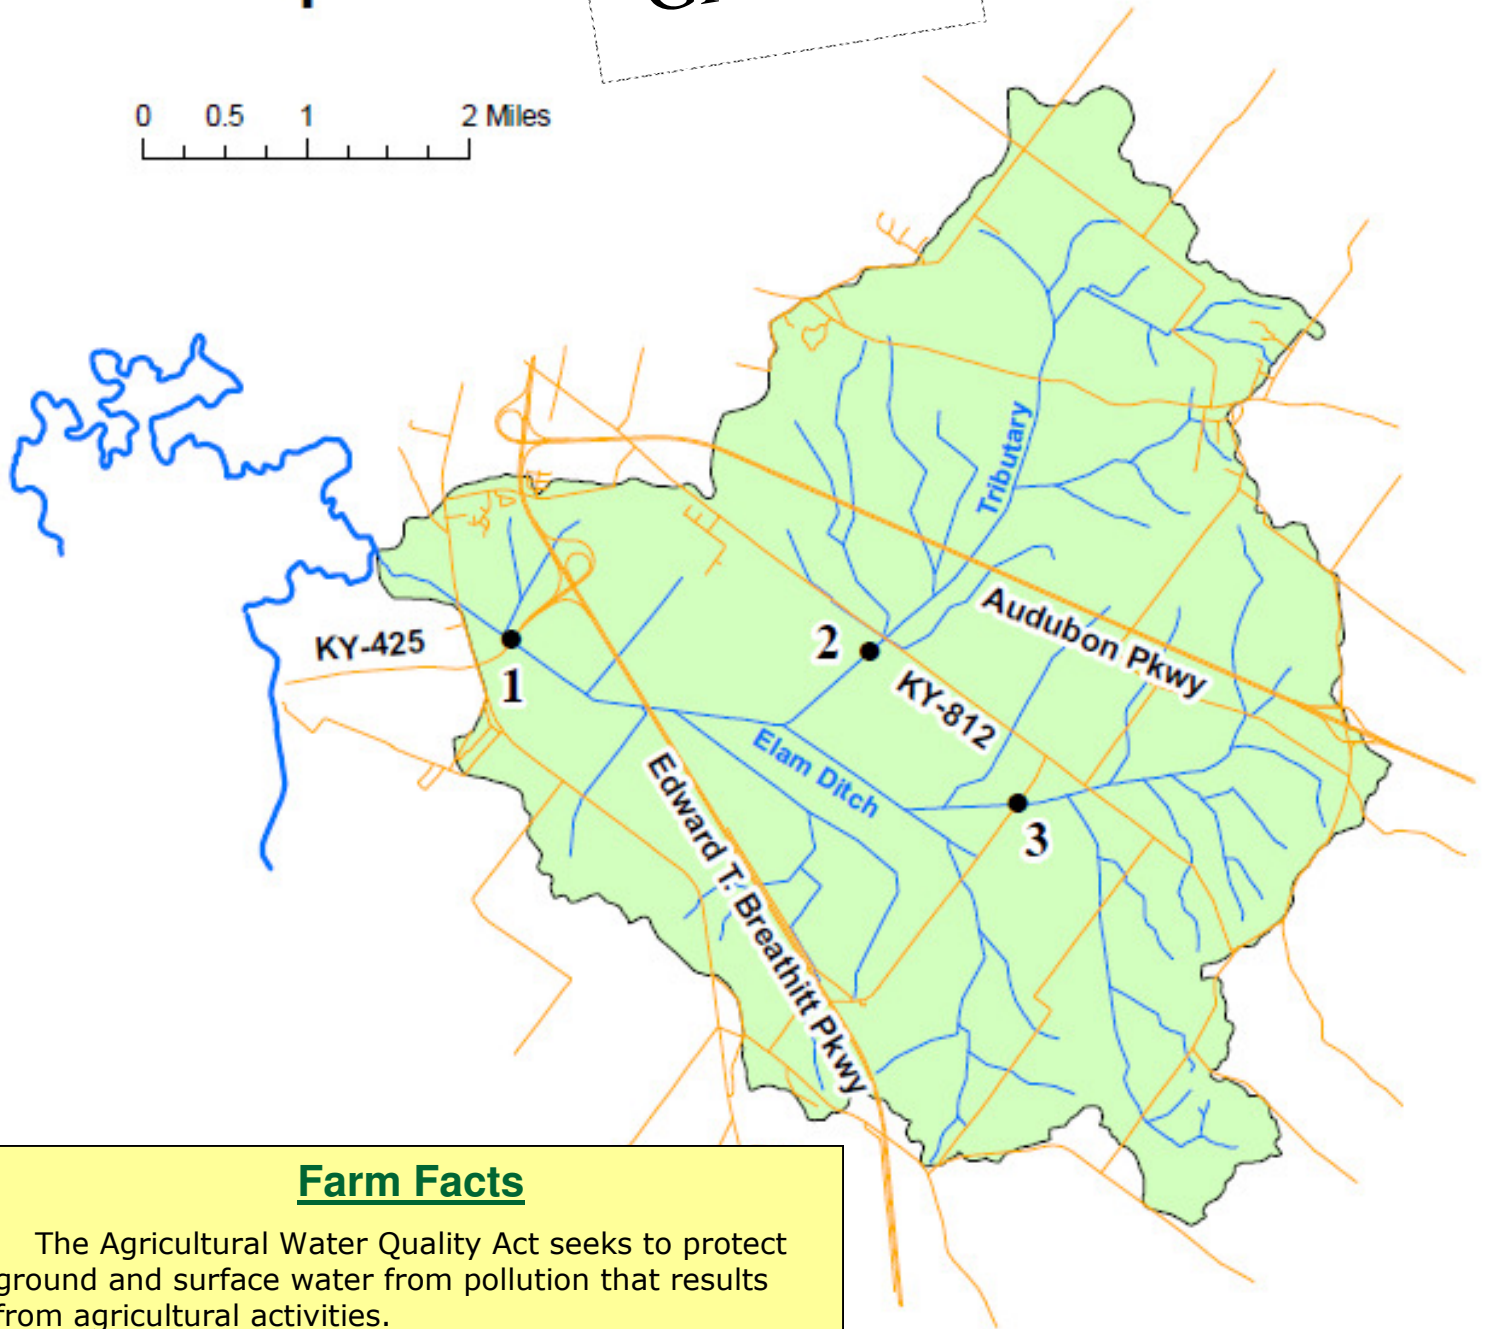 0 0.5 1 2 Miles
Tributary
Audubon Pkwy
KY-425
1
2
KY-812
Elam Ditch
3
Edward T. Breathitt Pkwy
Farm Facts
The Agricultural Water Quality Act seeks to protect
ground and surface water from pollution that results
from agricultural activities.